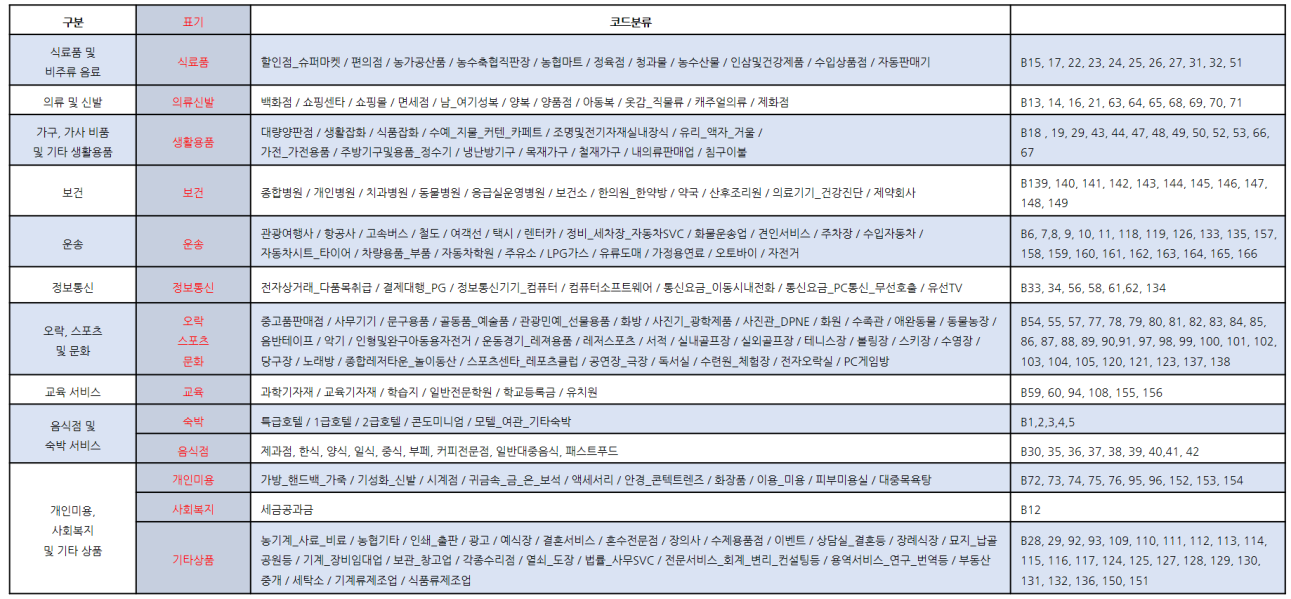 구분 표기 코드분류
식료품 및
비주류 음료
식료품
할인점_슈퍼마켓 / 편의점 / 농가공산품 / 농수축협직판장 / 농협마트 / 정육점 / 청과물 / 농수산물 / 인삼및건강제품 / 수입상품점 / 자동판매기
B15, 17, 22, 23, 24, 25, 26, 27, 31, 32, 51
의류 및 신발
의류신발
백화점 / 쇼핑센타 / 쇼핑몰 / 면세점 / 남_여기성복 / 양복 / 양품점 / 아동복 / 옷감_직물류 / 캐주얼의류 / 제화점
B13, 14, 16, 21, 63, 64, 65, 68, 69, 70, 71
가구, 가사 비품
및 기타 생활용품
생활용품
대량양판점 / 생활잡화 / 식품잡화 / 수예_지물_커텐_카페트 / 조명및전기자재실내장식 / 유리_액자_거울 /
가전_가전용품 / 주방기구및용품_정수기 / 냉난방기구 / 목재가구 / 철재가구 / 내의류판매업 / 침구이불
B18 , 19, 29, 43, 44, 47, 48, 49, 50, 52, 53, 66,
67
보건
보건
종합병원 / 개인병원 / 치과병원 / 동물병원 / 응급실운영병원 / 보건소 / 한의원_한약방 / 약국 / 산후조리원 / 의료기기_건강진단 / 제약회사
B139, 140, 141, 142, 143, 144, 145, 146, 147,
148, 149
운송
운송
관광여행사 / 항공사 / 고속버스 / 철도 / 여객선 / 택시 / 렌터카 / 정비_세차장_자동차SVC / 화물운송업 / 견인서비스 / 주차장 / 수입자동차 /
자동차시트_타이어 / 차량용품_부품 / 자동차학원 / 주유소 / LPG가스 / 유류도매 / 가정용연료 / 오토바이 / 자전거
B6, 7,8, 9, 10, 11, 118, 119, 126, 133, 135, 157,
158, 159, 160, 161, 162, 163, 164, 165, 166
정보통신
정보통신
전자상거래_다품목취급 / 결제대행_PG / 정보통신기기_컴퓨터 / 컴퓨터소프트웨어 / 통신요금_이동시내전화 / 통신요금_PC통신_무선호출 / 유선TV
B33, 34, 56, 58, 61,62, 134
오락, 스포츠
및 문화
오락
스포츠
문화
중고품판매점 / 사무기기 / 문구용품 / 골동품_예술품 / 관광민예_선물용품 / 화방 / 사진기_광학제품 / 사진관_DPNE / 화원 / 수족관 / 애완동물 / 동물농장 /
음반테이프 / 악기 / 인형및완구아동용자전거 / 운동경기_레져용품 / 레저스포츠 / 서적 / 실내골프장 / 실외골프장 / 테니스장 / 볼링장 / 스키장 / 수영장 /
당구장 / 노래방 / 종합레저타운_놀이동산 / 스포츠센타_레포츠클럽 / 공연장_극장 / 독서실 / 수련원_체험장 / 전자오락실 / PC게임방
B54, 55, 57, 77, 78, 79, 80, 81, 82, 83, 84, 85,
86, 87, 88, 89, 90,91, 97, 98, 99, 100, 101, 102,
103, 104, 105, 120, 121, 123, 137, 138
교육 서비스
교육
과학기자재 / 교육기자재 / 학습지 / 일반전문학원 / 학교등록금 / 유치원
B59, 60, 94, 108, 155, 156
음식점 및
숙박 서비스
숙박
특급호텔 / 1급호텔 / 2급호텔 / 콘도미니엄 / 모텔_여관_기타숙박
B1,2,3,4,5
음식점
제과점, 한식, 양식, 일식, 중식, 부페, 커피전문점, 일반대중음식, 패스트푸드
B30, 35, 36, 37, 38, 39, 40,41, 42
개인미용,
사회복지
및 기타 상품
개인미용
가방_핸드백_가죽 / 기성화_신발 / 시계점 / 귀금속_금_은_보석 / 액세서리 / 안경_콘텍트렌즈 / 화장품 / 이용_미용 / 피부미용실 / 대중목욕탕
B72, 73, 74, 75, 76, 95, 96, 152, 153, 154
사회복지
세금공과금
B12
기타상품
농기계_사료_비료 / 농협기타 / 인쇄_출판 / 광고 / 예식장 / 결혼서비스 / 혼수전문점 / 장의사 / 수제용품점 / 이벤트 / 상담실_결혼등 / 장례식장 / 묘지_납골
공원등 / 기계_장비임대업 / 보관_창고업 / 각종수리점 / 열쇠_도장 / 법률_사무SVC / 전문서비스_회계_변리_컨설팅등 / 용역서비스_연구_번역등 / 부동산
중개 / 세탁소 / 기계류제조업 / 식품류제조업
B28, 29, 92, 93, 109, 110, 111, 112, 113, 114,
115, 116, 117, 124, 125, 127, 128, 129, 130,
131, 132, 136, 150, 151